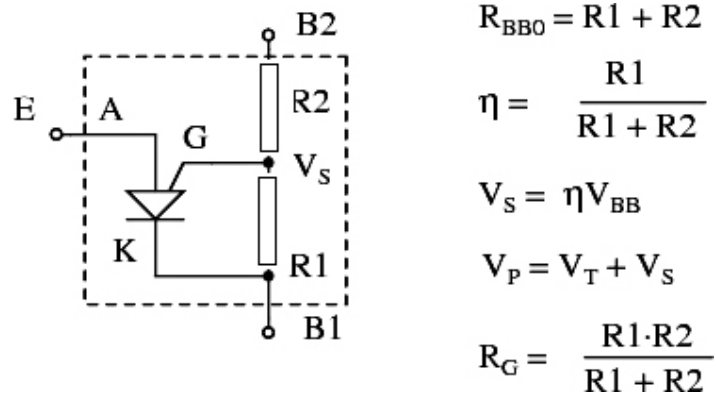 B2
R2
E
A
G
V_S
K
R1
B1
R_BB0 = R1 + R2
η = R1 / R1 + R2
V_S = ηV_BB
V_P = V_T + V_S
R_G = R1·R2 / R1 + R2